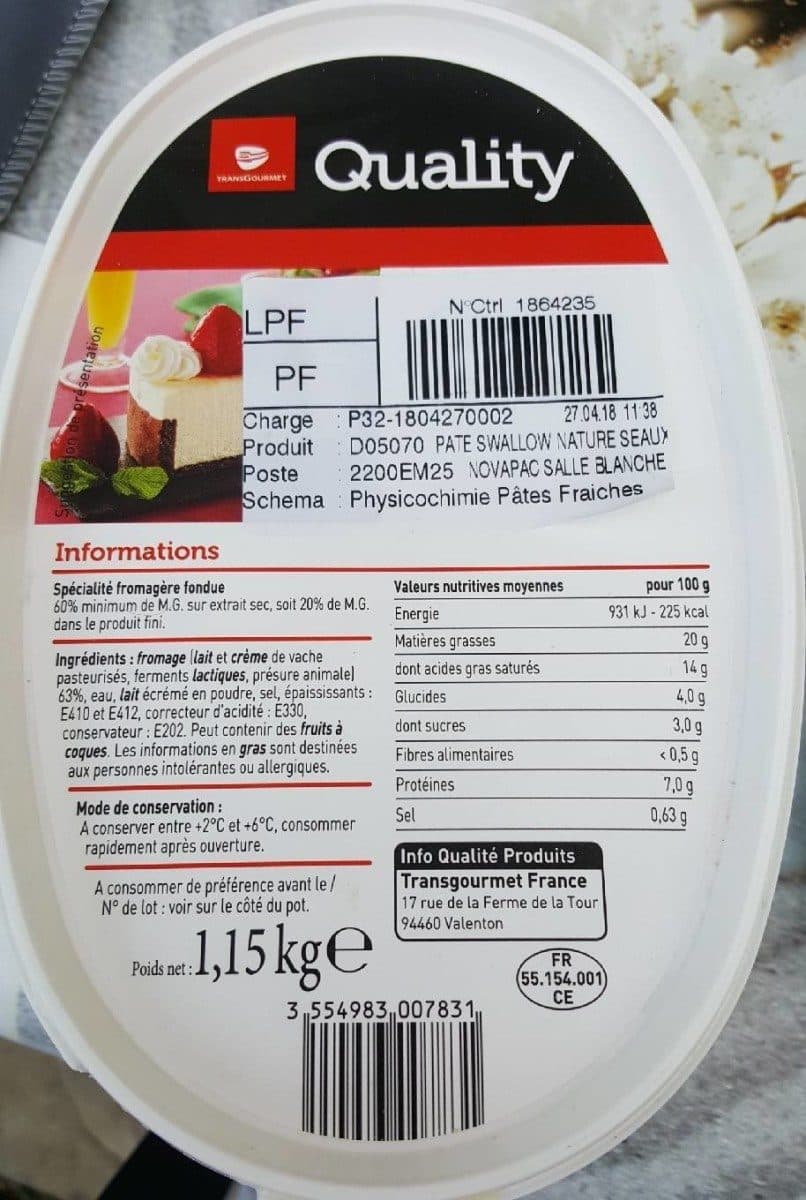 TRANSGOURMET
Quality
Suggestion de présentation
LPF
PF
N°Ctrl 1864235
Charge : P32-1804270002 27.04.18 11:38
Produit : D05070 PATE SWALLOW NATURE SEAUX
Poste : 2200EM25 NOVAPAC SALLE BLANCHE
Schema : Physicochimie Pâtes Fraiches
Informations
Spécialité fromagère fondue
60% minimum de M.G. sur extrait sec, soit 20% de M.G.
dans le produit fini.
Ingrédients : fromage (lait et crème de vache
pasteurisés, ferments lactiques, présure animale)
63%, eau, lait écrémé en poudre, sel, épaississants :
E410 et E412, correcteur d'acidité : E330,
conservateur : E202. Peut contenir des fruits à
coques. Les informations en gras sont destinées
aux personnes intolérantes ou allergiques.
Mode de conservation :
A conserver entre +2°C et +6°C, consommer
rapidement après ouverture.
A consommer de préférence avant le /
N° de lot : voir sur le côté du pot.
Poids net : 1,15 kg e
Valeurs nutritives moyennes pour 100 g
Energie 931 kJ - 225 kcal
Matières grasses 20 g
dont acides gras saturés 14 g
Glucides 4,0 g
dont sucres 3,0 g
Fibres alimentaires < 0,5 g
Protéines 7,0 g
Sel 0,63 g
Info Qualité Produits
Transgourmet France
17 rue de la Ferme de la Tour
94460 Valenton
FR
55.154.001
CE
3 554983 007831